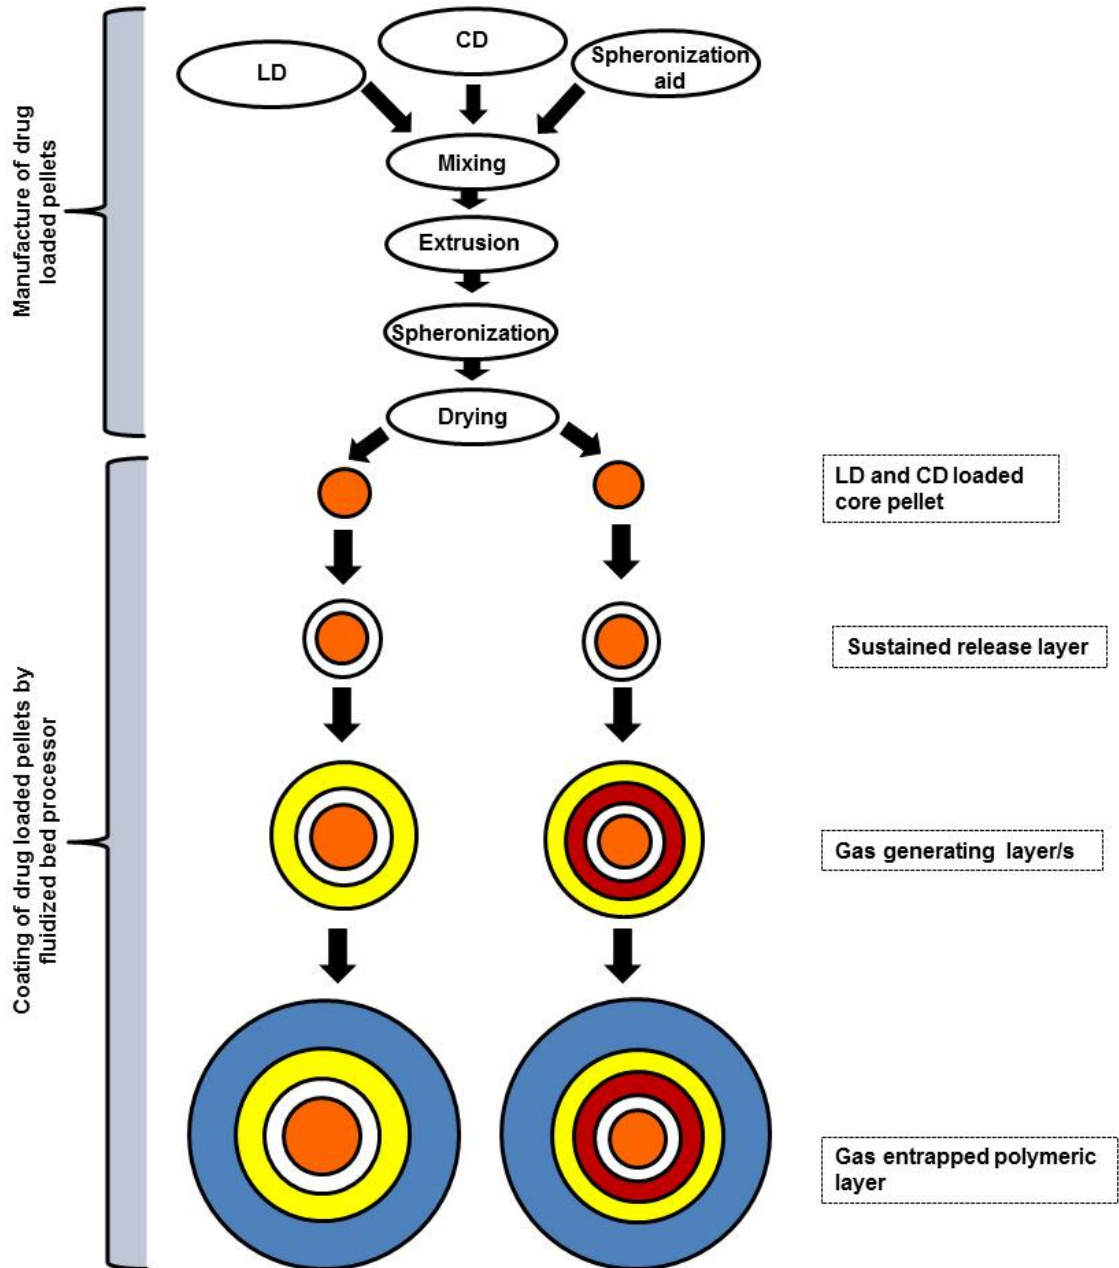 LD
CD
Spheronization
aid
Mixing
Extrusion
Spheronization
Drying
Manufacture of drug
loaded pellets
LD and CD loaded
core pellet
Sustained release layer
Gas generating layer/s
Gas entrapped polymeric
layer
Coating of drug loaded pellets by
fluidized bed processor